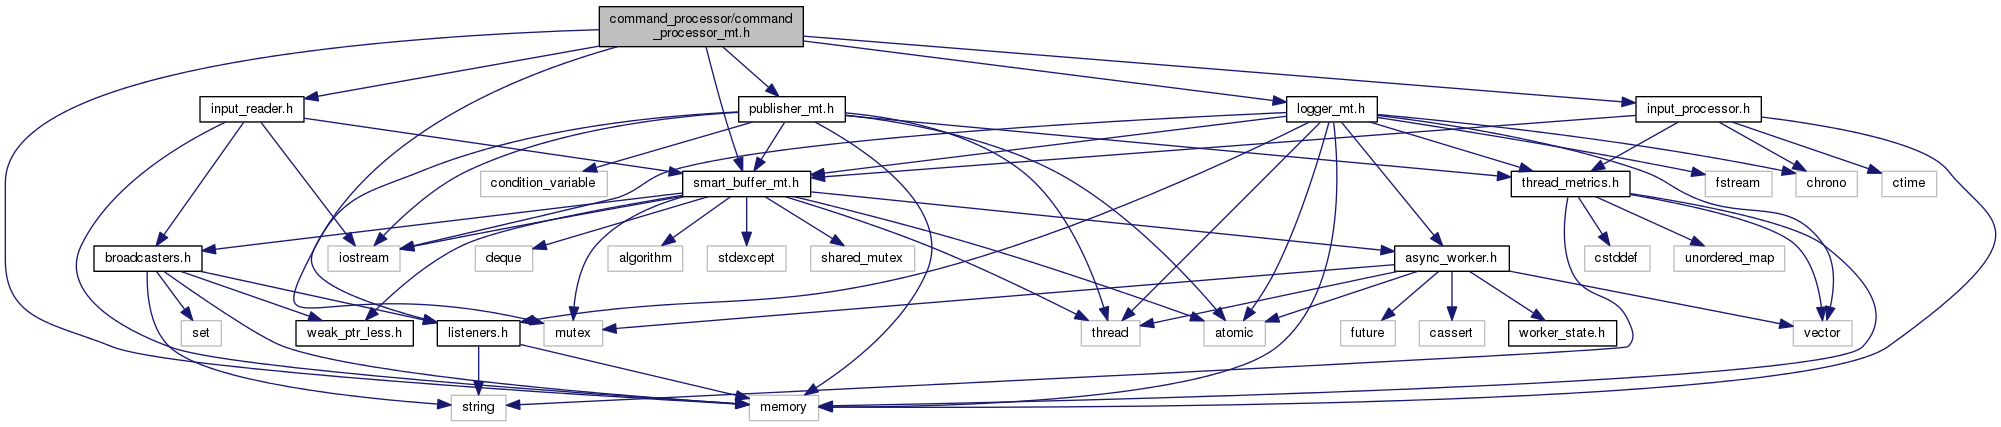 command_processor/command
_processor_mt.h
input_reader.h
publisher_mt.h
logger_mt.h
input_processor.h
condition_variable
smart_buffer_mt.h
thread_metrics.h
fstream
chrono
ctime
broadcasters.h
iostream
deque
algorithm
stdexcept
shared_mutex
async_worker.h
cstddef
unordered_map
set
weak_ptr_less.h
listeners.h
mutex
thread
atomic
future
cassert
worker_state.h
vector
string
memory